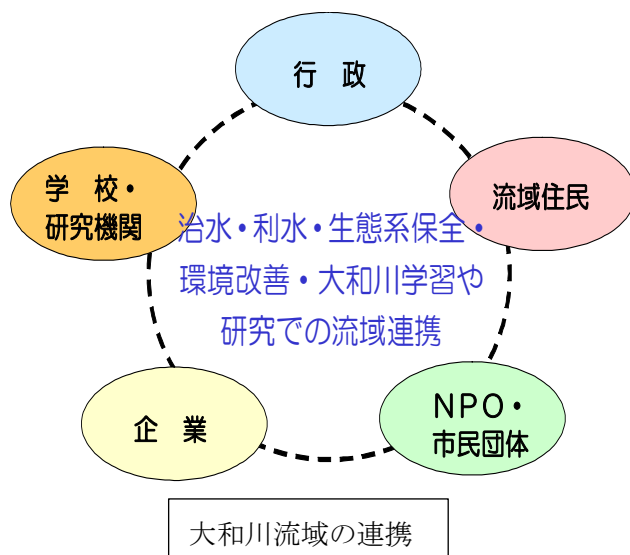 行　政
学　校・
研究機関
流域住民
治水・利水・生態系保全・
環境改善・大和川学習や
研究での流域連携
企　業
ＮＰＯ・
市民団体
大和川流域の連携